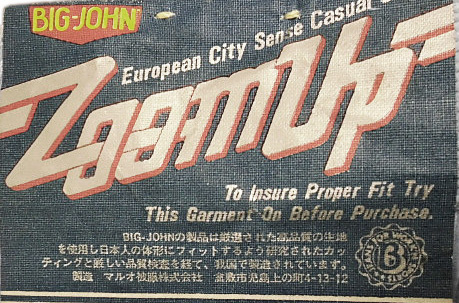 BIG-JOHN®
European City Sense Casual
Zoom Up
To Insure Proper Fit Try
This Garment On Before Purchase.
BIG-JOHNの製品は厳選された高品質の生地
を使用し日本人の体形にフィットするよう研究されたカッ
ティングと厳しい品質検査を経て、我国で製造されています。
製造 マルオ被服株式会社 倉敷市児島上の町4-13-12
B